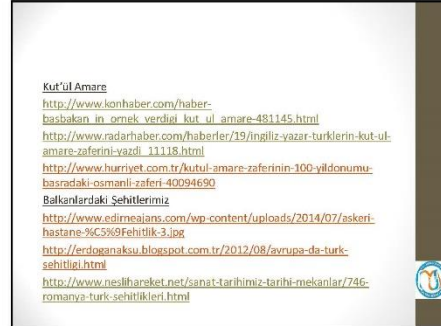 Kut'ül Amare
http://www.konhaber.com/haber-
basbakan_in_ornek_verdigi_kut_ul_amare-481145.html
http://www.radarhaber.com/haberler/19/ingiliz-yazar-turklerin-kut-ul-
amare-zaferini-yazdi_11118.html
http://www.hurriyet.com.tr/kutul-amare-zaferinin-100-yildonumu-
basradaki-osmanli-zaferi-40094690
Balkanlardaki Şehitlerimiz
http://www.edirneajans.com/wp-content/uploads/2014/07/askeri-
hastane-%C5%9Fehitlik-3.jpg
http://erdoganaksu.blogspot.com.tr/2012/08/avrupa-da-turk-
sehitligi.html
http://www.neslihareket.net/sanat-tarihimiz-tarihi-mekanlar/746-
romanya-turk-sehitlikleri.html